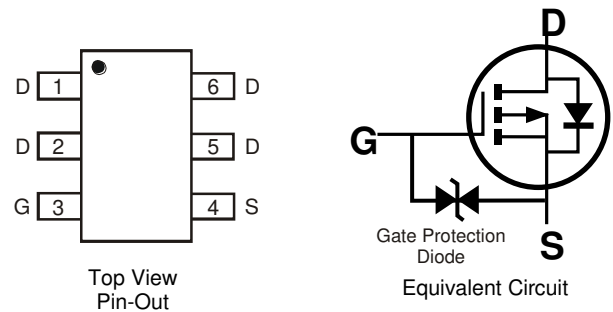 D 1 6 D
D 2 5 D
G 3 4 S
Top View
Pin-Out
D
G
Gate Protection
Diode
S
Equivalent Circuit